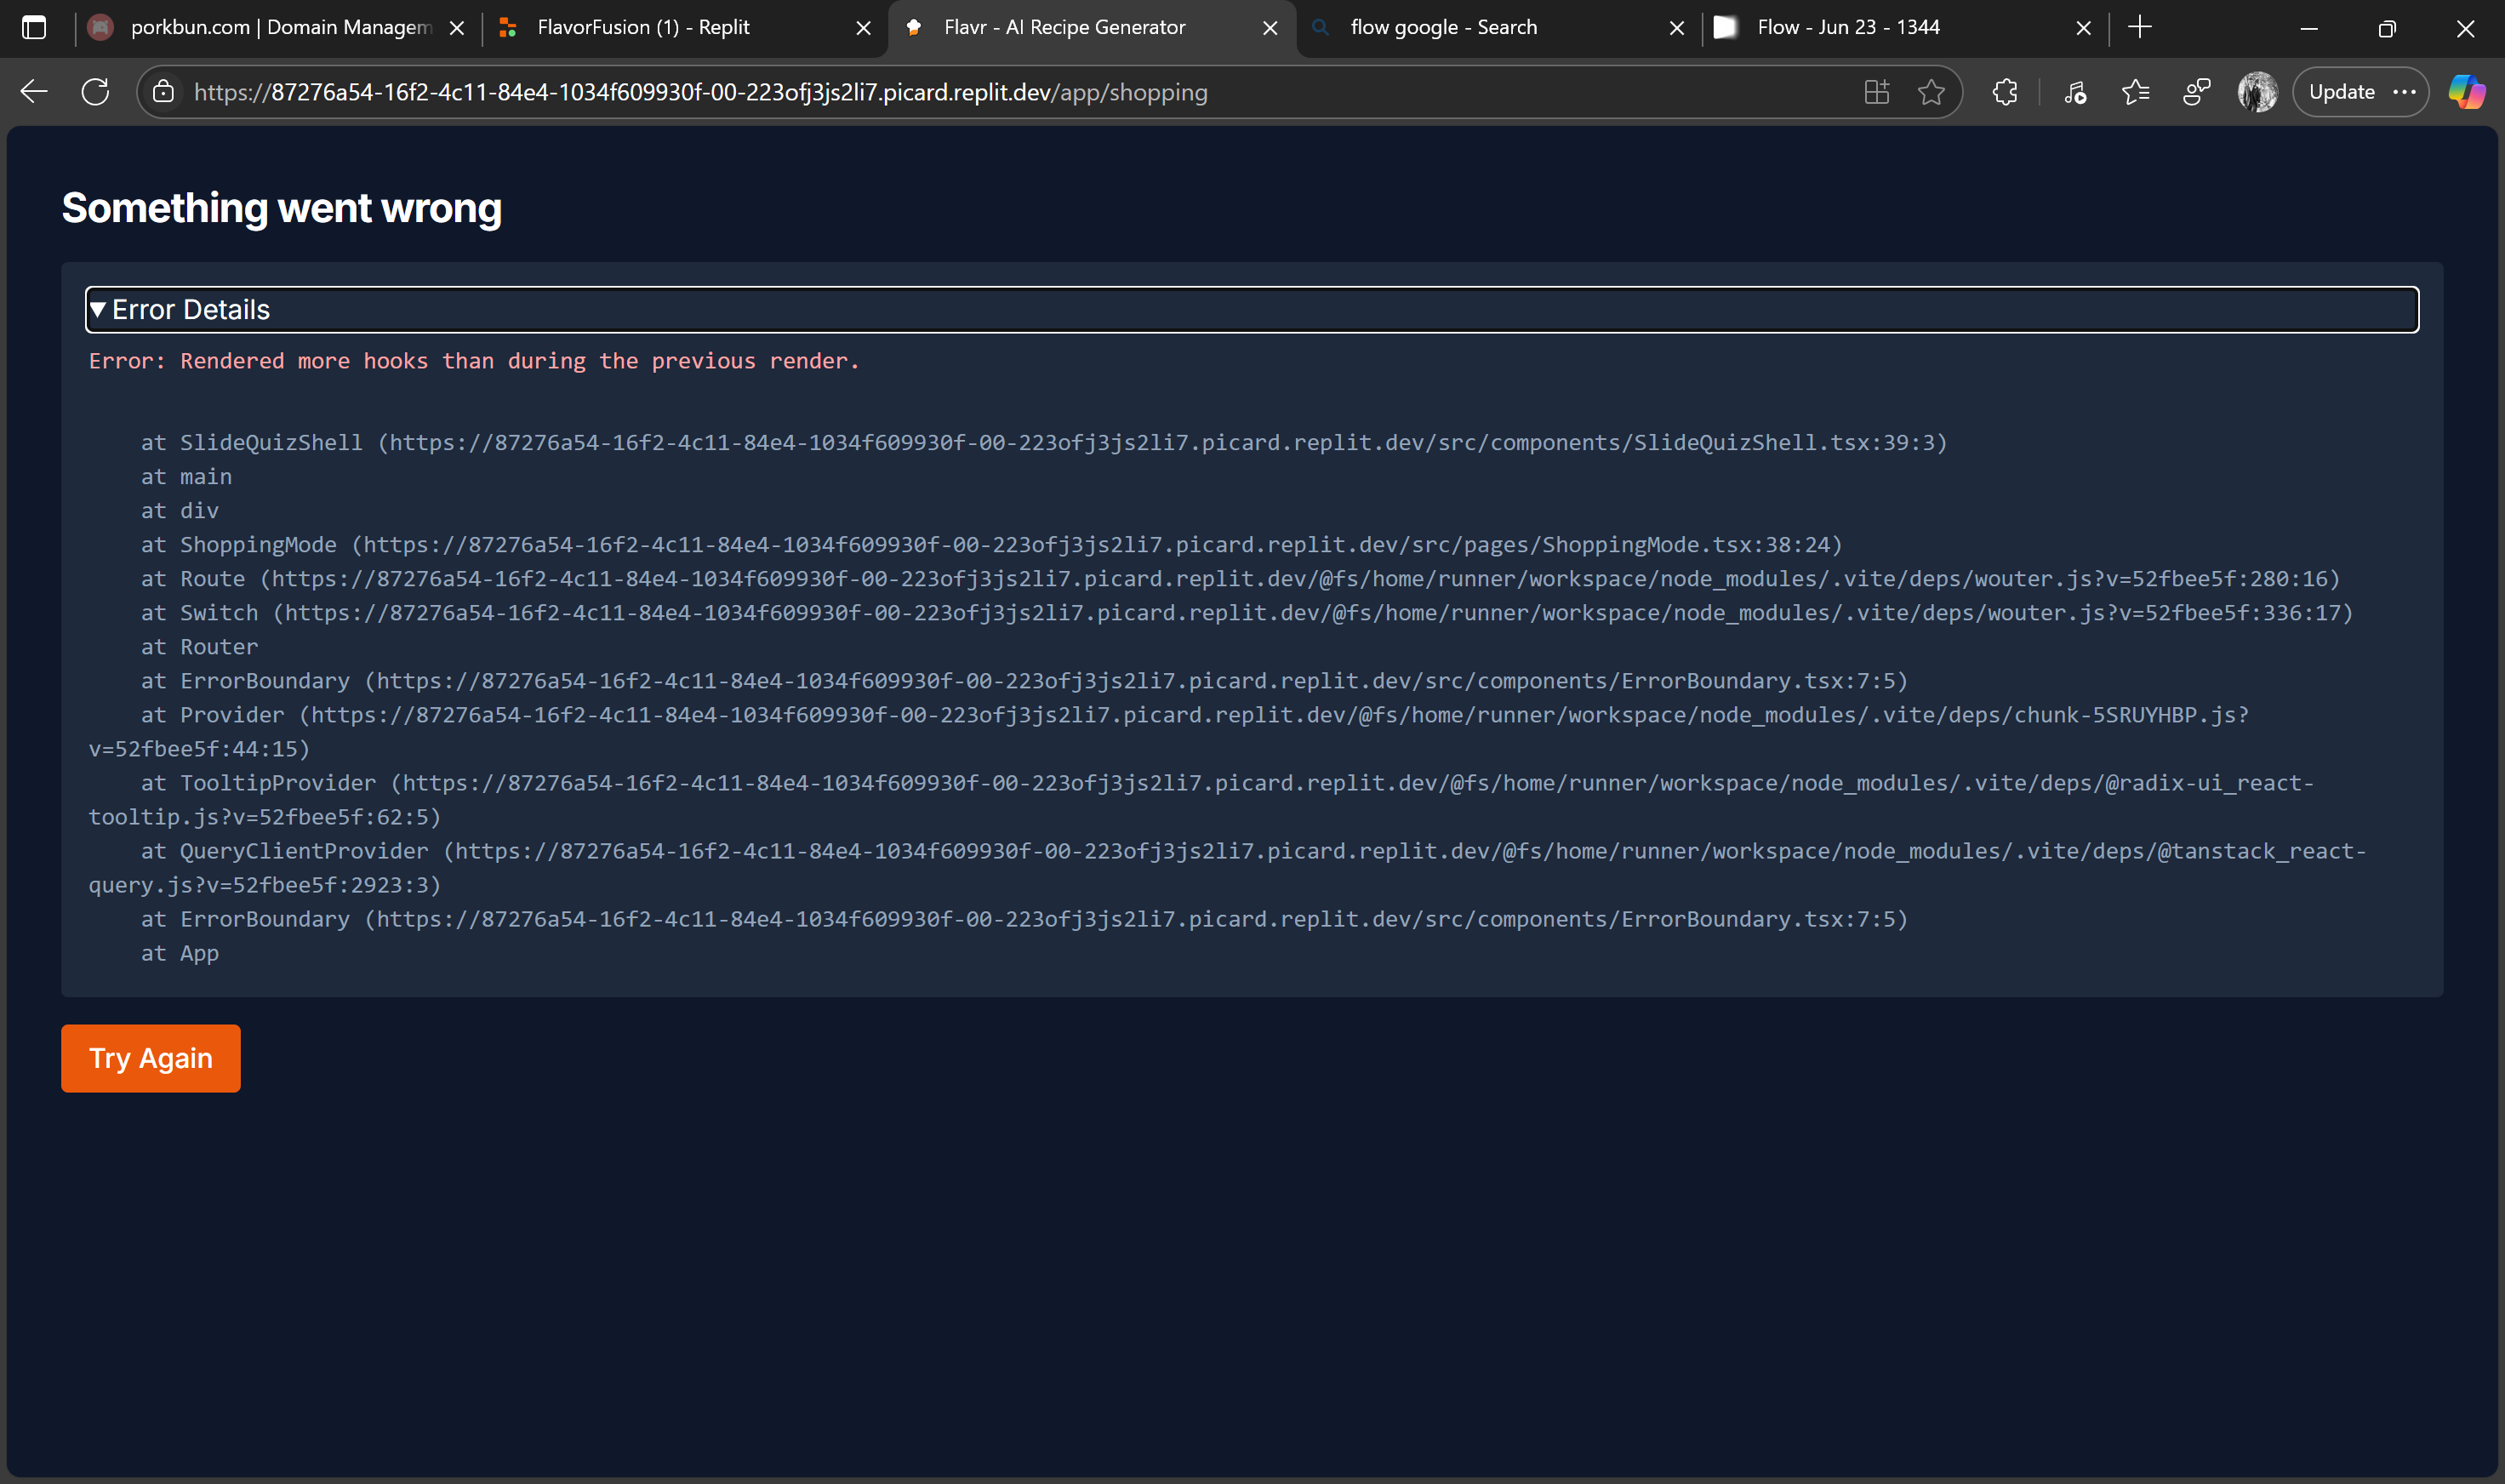 porkbun.com | Domain Managem
FlavorFusion (1) - Replit
Flavr - AI Recipe Generator
flow google - Search
Flow - Jun 23 - 1344
https://87276a54-16f2-4c11-84e4-1034f609930f-00-223ofj3js2li7.picard.replit.dev/app/shopping
Update
Something went wrong
Error Details
Error: Rendered more hooks than during the previous render.
at SlideQuizShell (https://87276a54-16f2-4c11-84e4-1034f609930f-00-223ofj3js2li7.picard.replit.dev/src/components/SlideQuizShell.tsx:39:3)
at main
at div
at ShoppingMode (https://87276a54-16f2-4c11-84e4-1034f609930f-00-223ofj3js2li7.picard.replit.dev/src/pages/ShoppingMode.tsx:38:24)
at Route (https://87276a54-16f2-4c11-84e4-1034f609930f-00-223ofj3js2li7.picard.replit.dev/@fs/home/runner/workspace/node_modules/.vite/deps/wouter.js?v=52fbee5f:280:16)
at Switch (https://87276a54-16f2-4c11-84e4-1034f609930f-00-223ofj3js2li7.picard.replit.dev/@fs/home/runner/workspace/node_modules/.vite/deps/wouter.js?v=52fbee5f:336:17)
at Router
at ErrorBoundary (https://87276a54-16f2-4c11-84e4-1034f609930f-00-223ofj3js2li7.picard.replit.dev/src/components/ErrorBoundary.tsx:7:5)
at Provider (https://87276a54-16f2-4c11-84e4-1034f609930f-00-223ofj3js2li7.picard.replit.dev/@fs/home/runner/workspace/node_modules/.vite/deps/chunk-5SRUYHBP.js?
v=52fbee5f:44:15)
at TooltipProvider (https://87276a54-16f2-4c11-84e4-1034f609930f-00-223ofj3js2li7.picard.replit.dev/@fs/home/runner/workspace/node_modules/.vite/deps/@radix-ui_react-
tooltip.js?v=52fbee5f:62:5)
at QueryClientProvider (https://87276a54-16f2-4c11-84e4-1034f609930f-00-223ofj3js2li7.picard.replit.dev/@fs/home/runner/workspace/node_modules/.vite/deps/@tanstack_react-
query.js?v=52fbee5f:2923:3)
at ErrorBoundary (https://87276a54-16f2-4c11-84e4-1034f609930f-00-223ofj3js2li7.picard.replit.dev/src/components/ErrorBoundary.tsx:7:5)
at App
Try Again